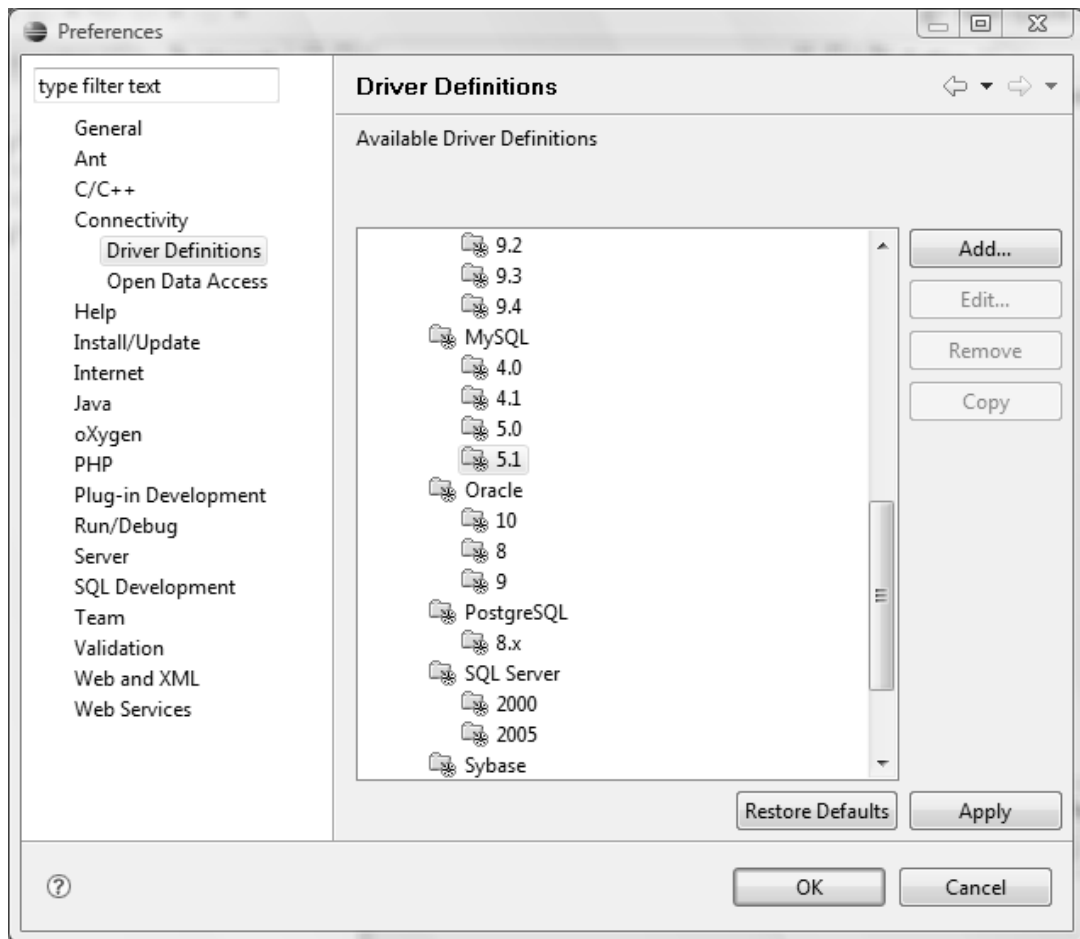 Preferences
type filter text
General
Ant
C/C++
Connectivity
Driver Definitions
Open Data Access
Help
Install/Update
Internet
Java
oXygen
PHP
Plug-in Development
Run/Debug
Server
SQL Development
Team
Validation
Web and XML
Web Services
Driver Definitions
Available Driver Definitions
9.2
9.3
9.4
MySQL
4.0
4.1
5.0
5.1
Oracle
10
8
9
PostgreSQL
8.x
SQL Server
2000
2005
Sybase
Add...
Edit...
Remove
Copy
Restore Defaults
Apply
?
OK
Cancel